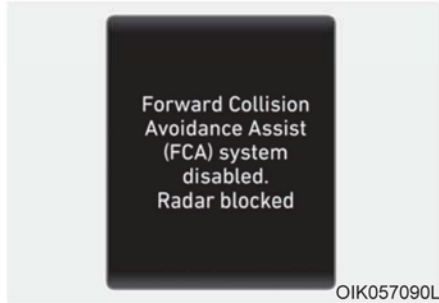 Forward Collision
Avoidance Assist
(FCA) system
disabled.
Radar blocked
OIK057090L